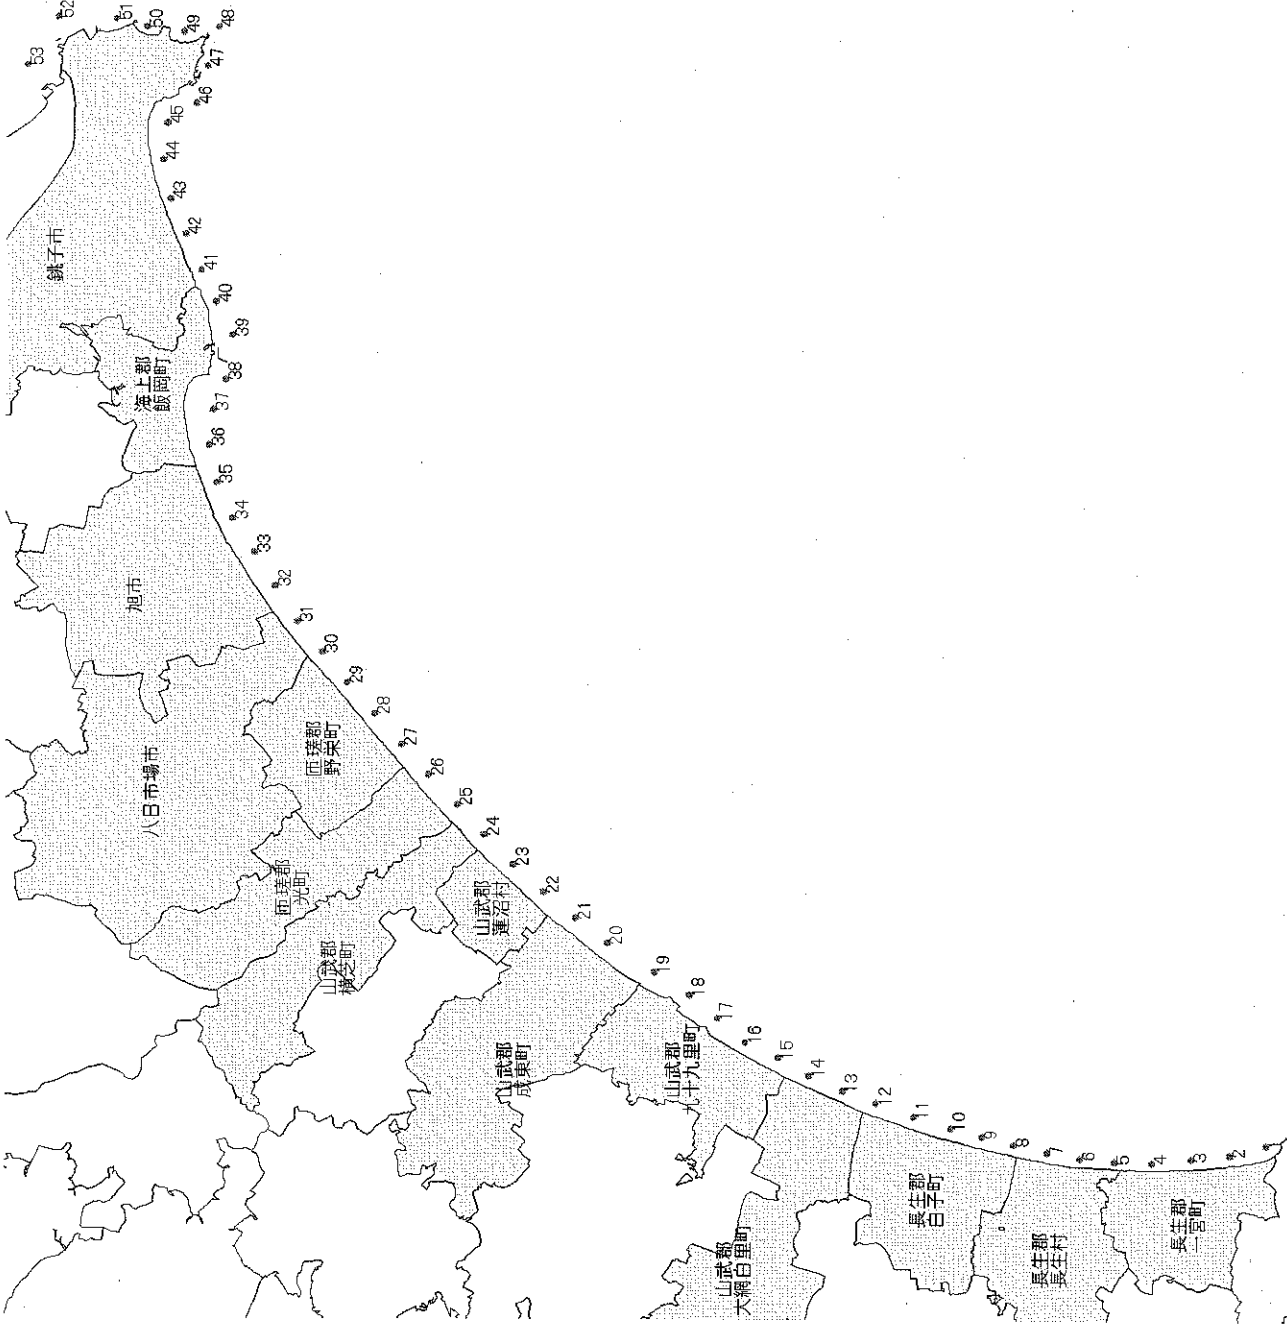 銚子市
海上郡
飯岡町
旭市
八日市場市
匝瑳郡
野栄町
匝瑳郡
光町
山武郡
横芝町
山武郡
蓮沼村
山武郡
成東町
山武郡
九十九里町
山武郡
大網白里町
長生郡
白子町
長生郡
長生村
長生郡
一宮町
1
2
3
4
5
6
7
8
9
10
11
12
13
14
15
16
17
18
19
20
21
22
23
24
25
26
27
28
29
30
31
32
33
34
35
36
37
38
39
40
41
42
43
44
45
46
47
48
49
50
51
52
53